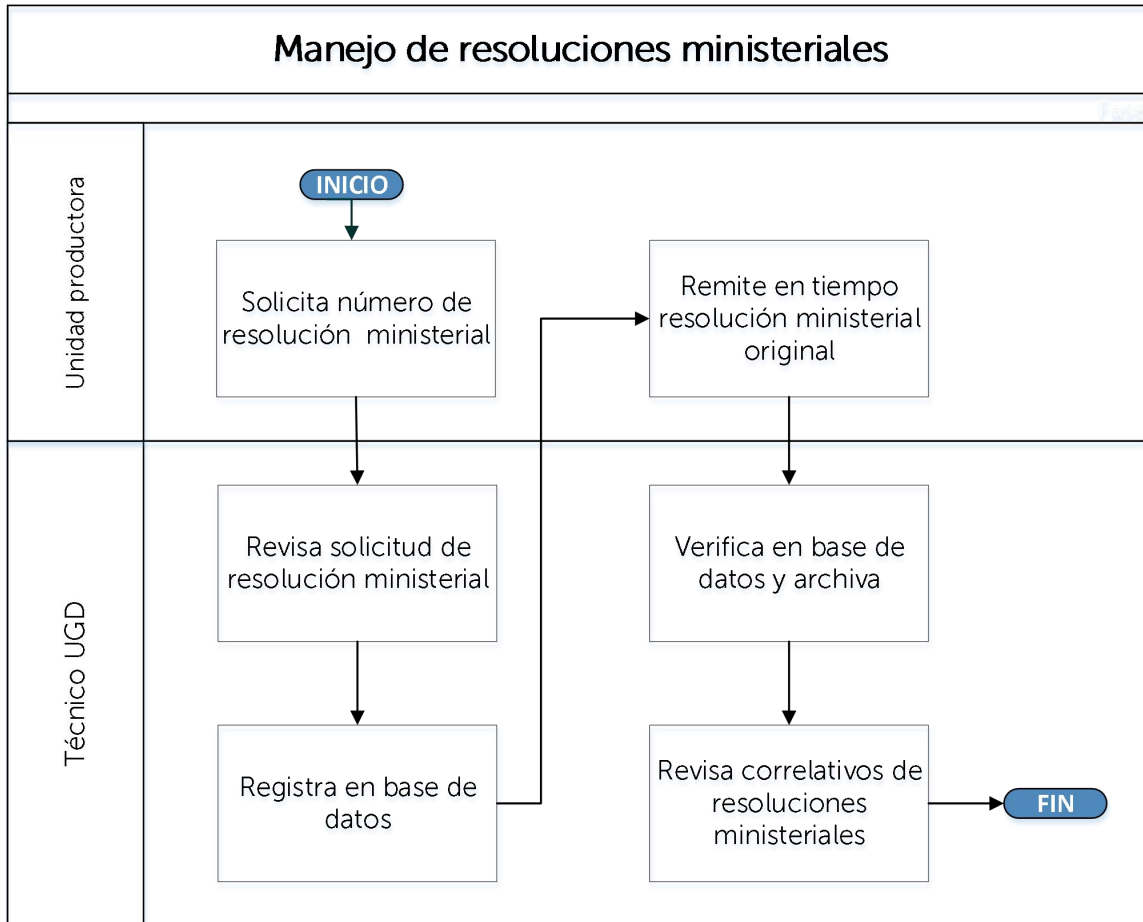 Manejo de resoluciones ministeriales
Unidad productora
INICIO
Solicita número de
resolución ministerial
Remite en tiempo
resolución ministerial
original
Técnico UGD
Revisa solicitud de
resolución ministerial
Verifica en base de
datos y archiva
Registra en base de
datos
Revisa correlativos de
resoluciones
ministeriales
FIN